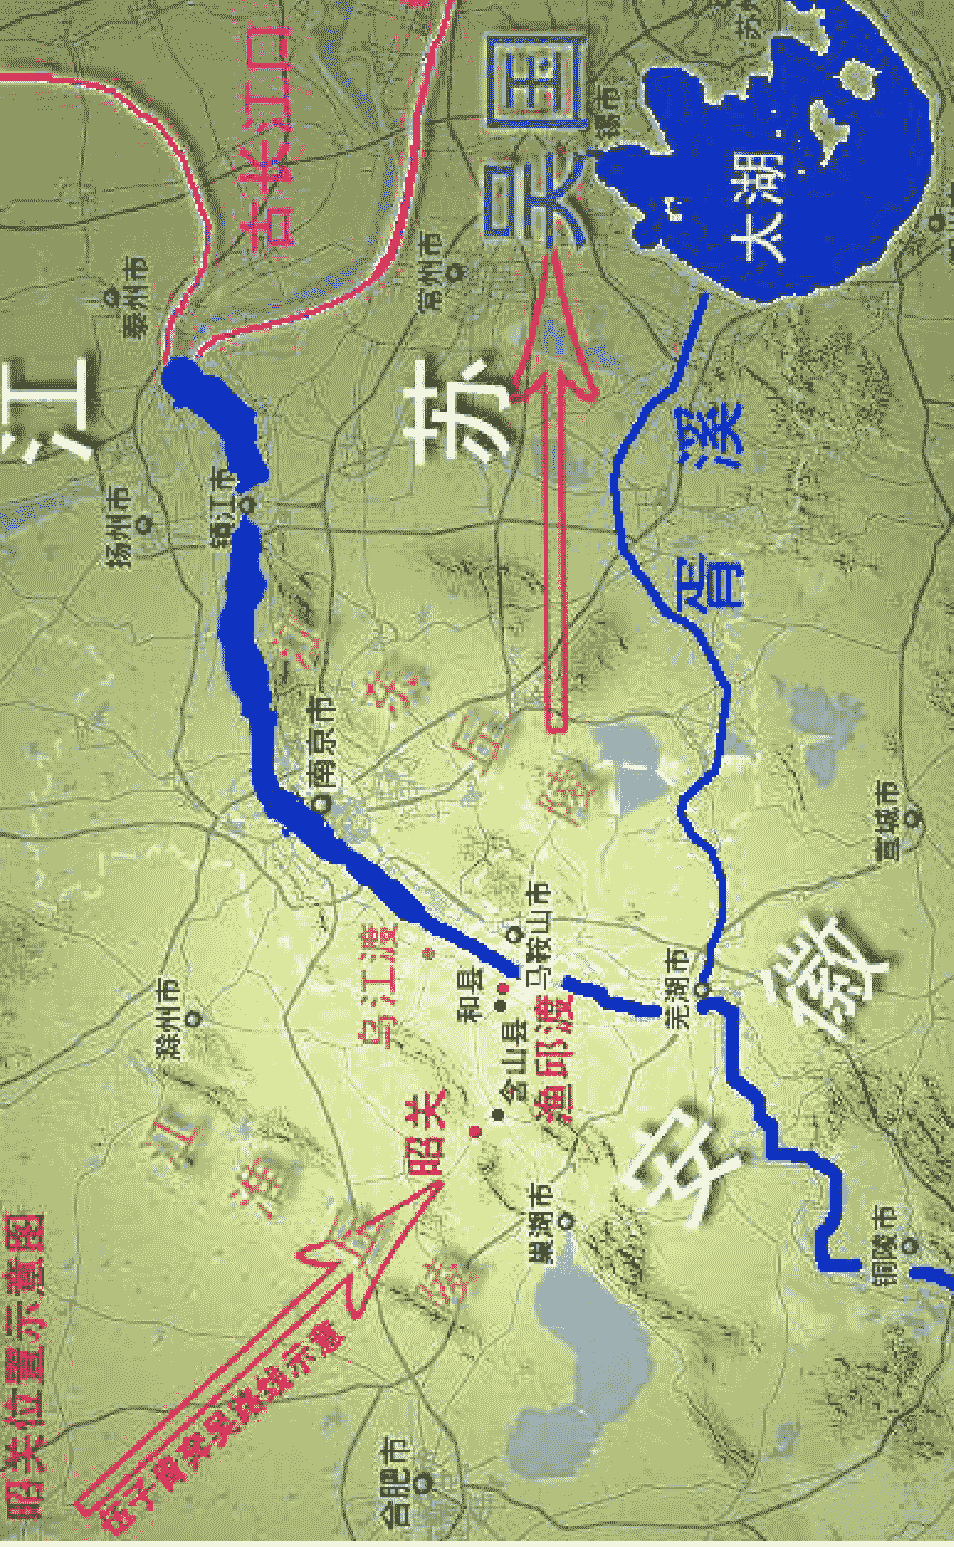 昭关位置示意图
伍子胥奔吴路线示意
合肥市
巢湖市
昭关
含山县
和县
渔邱渡
乌江渡
马鞍山市
芜湖市
铜陵市
宣城市
滁州市
南京市
镇江市
扬州市
泰州市
常州市
江淮丘陵
江东丘陵
安徽
江苏
胥溪
太湖
吴国
古长江口